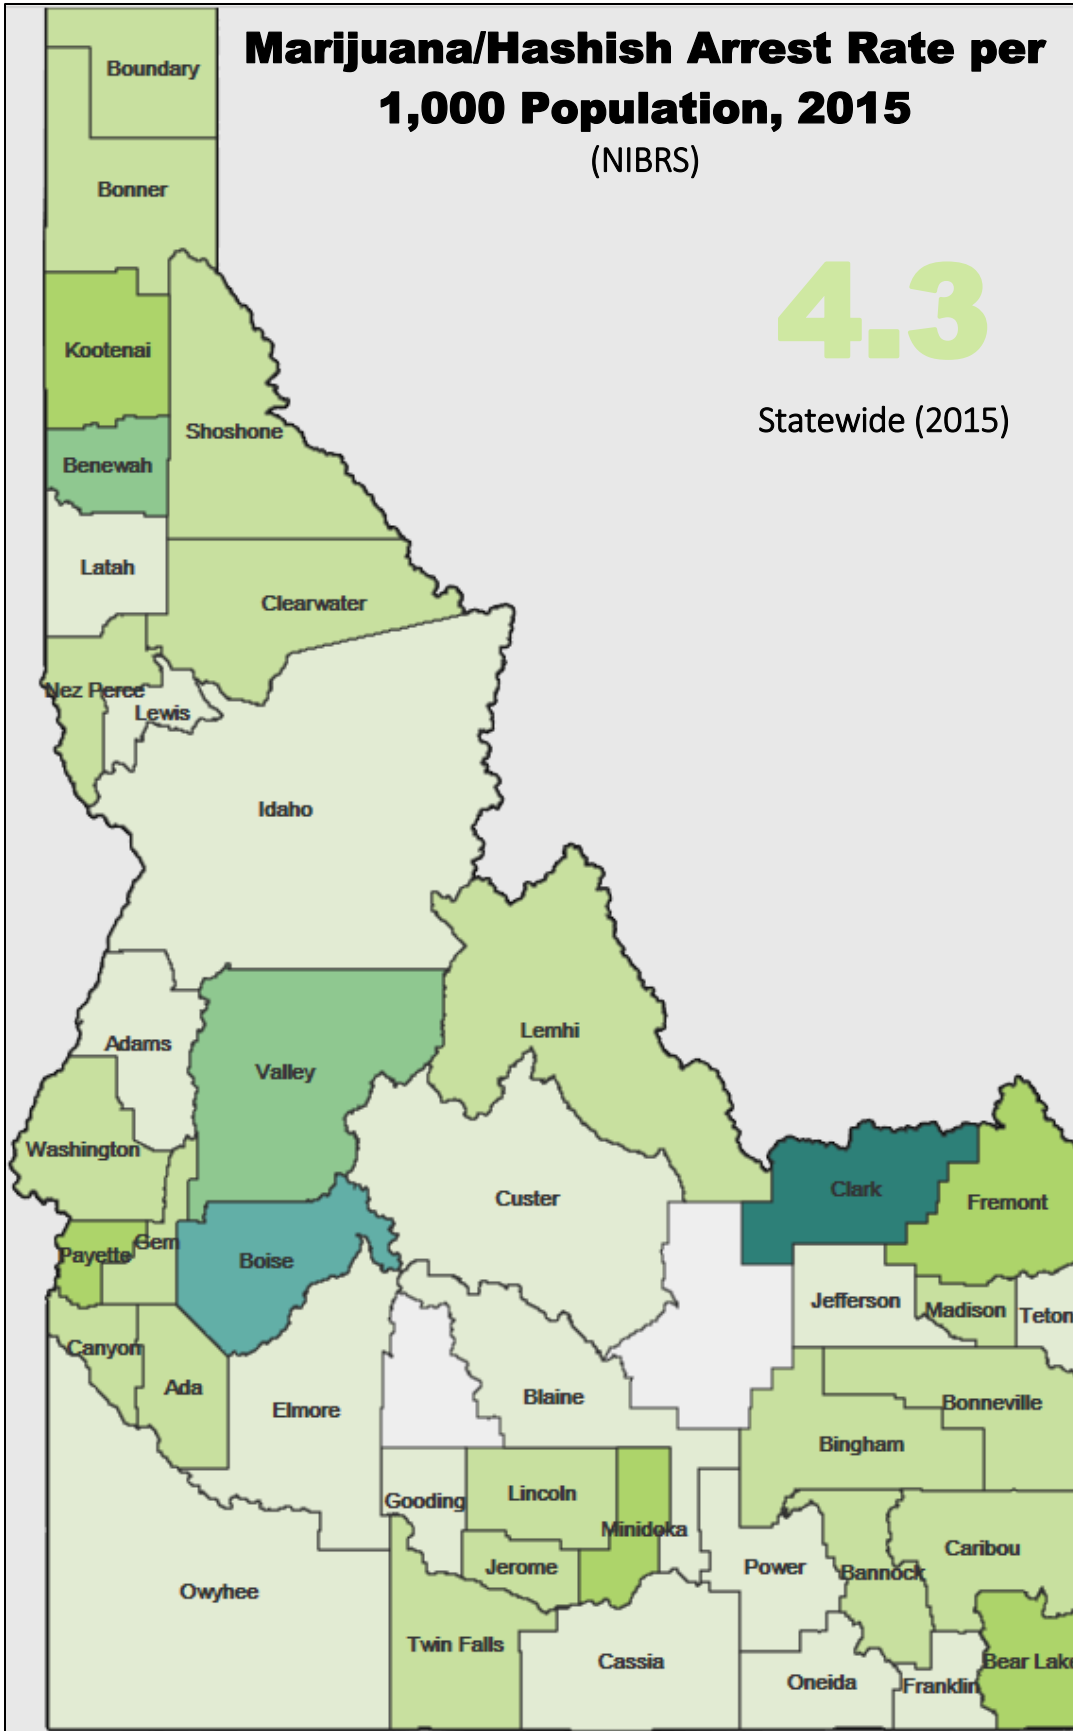 Marijuana/Hashish Arrest Rate per
1,000 Population, 2015
(NIBRS)
4.3
Statewide (2015)
Boundary
Bonner
Kootenai
Shoshone
Benewah
Latah
Clearwater
Nez Perce
Lewis
Idaho
Lemhi
Adams
Valley
Washington
Custer
Clark
Fremont
Payette
Gem
Boise
Jefferson
Madison
Teton
Canyon
Ada
Elmore
Blaine
Bonneville
Bingham
Gooding
Lincoln
Minidoka
Jerome
Power
Bannock
Caribou
Owyhee
Twin Falls
Cassia
Oneida
Franklin
Bear Lake